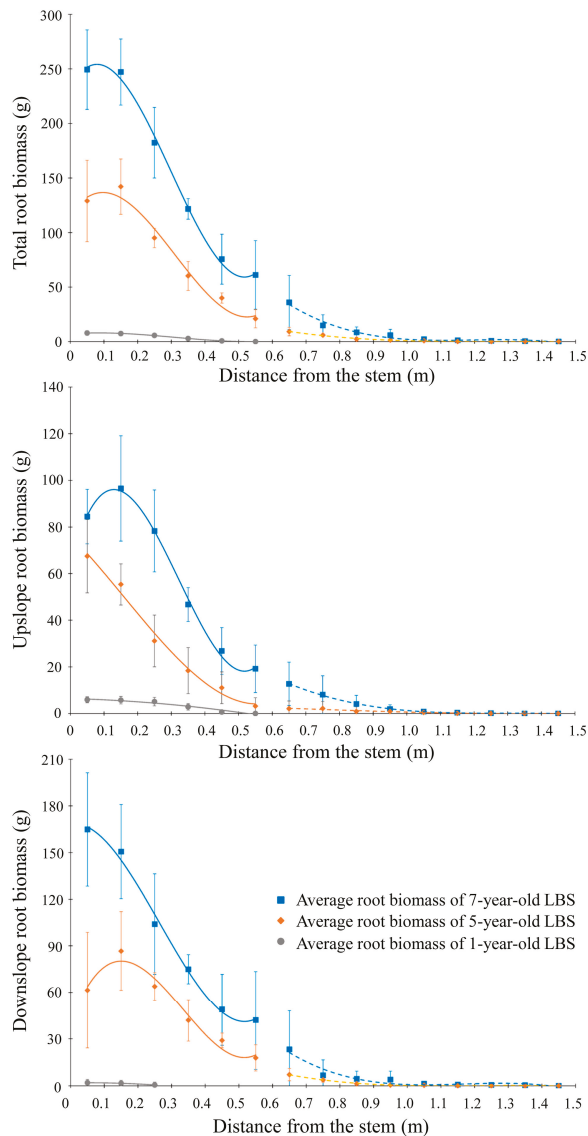 Total root biomass (g)
300
250
200
150
100
50
0
0 0.1 0.2 0.3 0.4 0.5 0.6 0.7 0.8 0.9 1.0 1.1 1.2 1.3 1.4 1.5
Distance from the stem (m)
Upslope root biomass (g)
140
120
100
80
60
40
20
0
0 0.1 0.2 0.3 0.4 0.5 0.6 0.7 0.8 0.9 1.0 1.1 1.2 1.3 1.4 1.5
Distance from the stem (m)
Downslope root biomass (g)
210
180
150
120
90
60
30
0
Average root biomass of 7-year-old LBS
Average root biomass of 5-year-old LBS
Average root biomass of 1-year-old LBS
0 0.1 0.2 0.3 0.4 0.5 0.6 0.7 0.8 0.9 1.0 1.1 1.2 1.3 1.4 1.5
Distance from the stem (m)